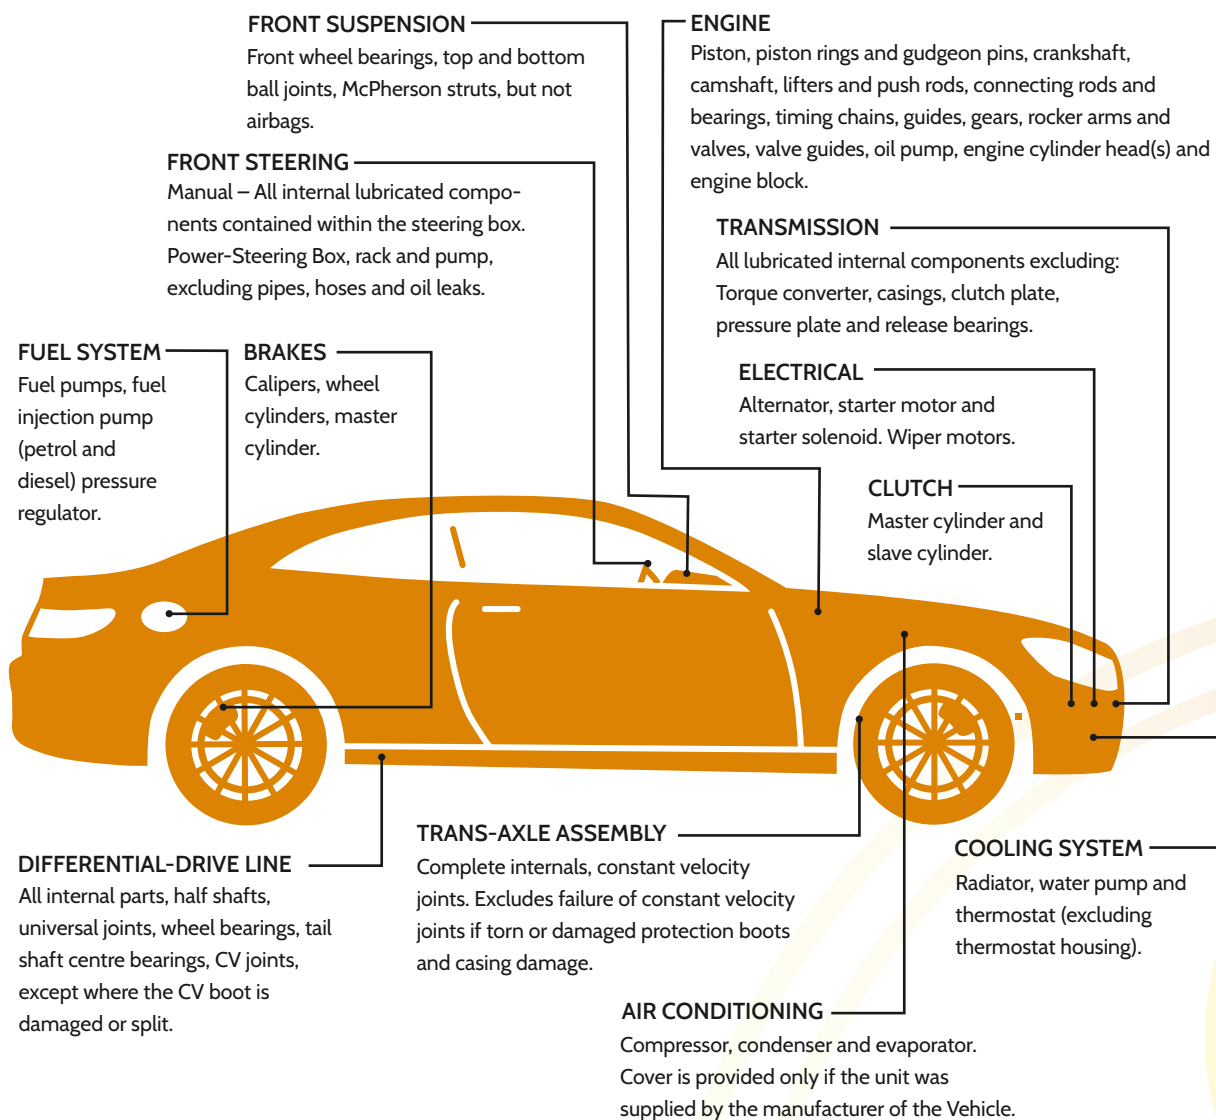 FRONT SUSPENSION
Front wheel bearings, top and bottom
ball joints, McPherson struts, but not
airbags.
ENGINE
Piston, piston rings and gudgeon pins, crankshaft,
camshaft, lifters and push rods, connecting rods and
bearings, timing chains, guides, gears, rocker arms and
valves, valve guides, oil pump, engine cylinder head(s) and
engine block.
FRONT STEERING
Manual – All internal lubricated compo-
nents contained within the steering box.
Power-Steering Box, rack and pump,
excluding pipes, hoses and oil leaks.
TRANSMISSION
All lubricated internal components excluding:
Torque converter, casings, clutch plate,
pressure plate and release bearings.
FUEL SYSTEM
Fuel pumps, fuel
injection pump
(petrol and
diesel) pressure
regulator.
BRAKES
Calipers, wheel
cylinders, master
cylinder.
ELECTRICAL
Alternator, starter motor and
starter solenoid. Wiper motors.
CLUTCH
Master cylinder and
slave cylinder.
DIFFERENTIAL-DRIVE LINE
All internal parts, half shafts,
universal joints, wheel bearings, tail
shaft centre bearings, CV joints,
except where the CV boot is
damaged or split.
TRANS-AXLE ASSEMBLY
Complete internals, constant velocity
joints. Excludes failure of constant velocity
joints if torn or damaged protection boots
and casing damage.
COOLING SYSTEM
Radiator, water pump and
thermostat (excluding
thermostat housing).
AIR CONDITIONING
Compressor, condenser and evaporator.
Cover is provided only if the unit was
supplied by the manufacturer of the Vehicle.